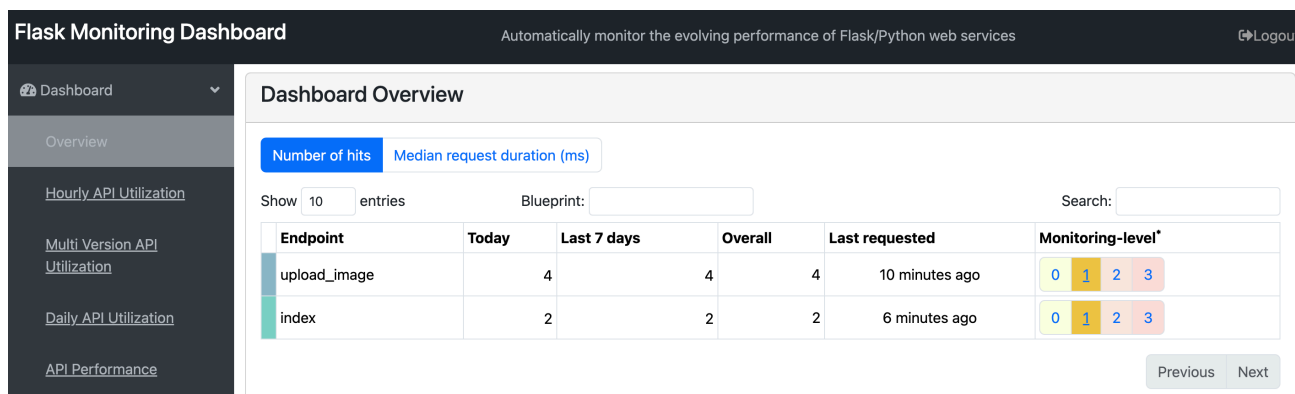 Flask Monitoring Dashboard
Automatically monitor the evolving performance of Flask/Python web services
Logou
Dashboard
Overview
Hourly API Utilization
Multi Version API
Utilization
Daily API Utilization
API Performance
Dashboard Overview
Number of hits Median request duration (ms)
Show 10 entries Blueprint: Search:
Endpoint Today Last 7 days Overall Last requested Monitoring-level*
upload_image 4 4 4 10 minutes ago 0 1 2 3
index 2 2 2 6 minutes ago 0 1 2 3
Previous Next